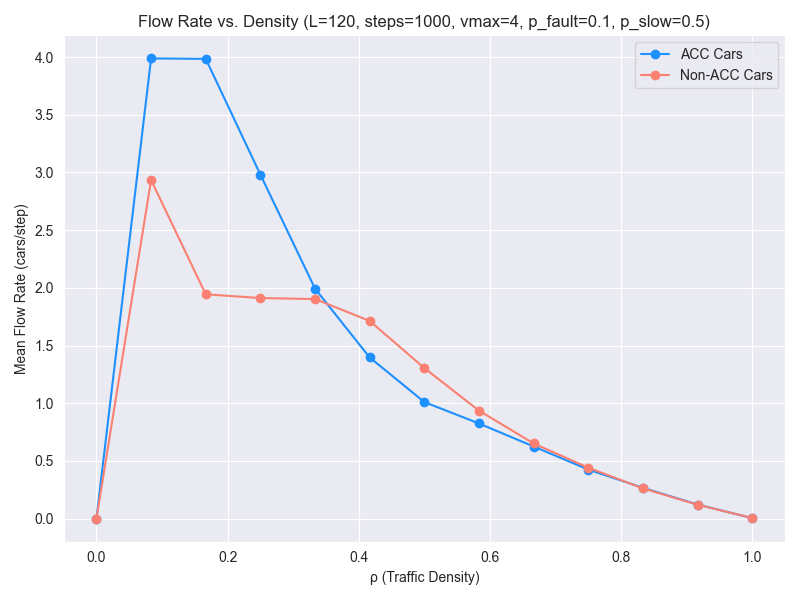 Flow Rate vs. Density (L=120, steps=1000, vmax=4, p_fault=0.1, p_slow=0.5)
ACC Cars
Non-ACC Cars
Mean Flow Rate (cars/step)
4.0
3.5
3.0
2.5
2.0
1.5
1.0
0.5
0.0
0.0 0.2 0.4 0.6 0.8 1.0
ρ (Traffic Density)